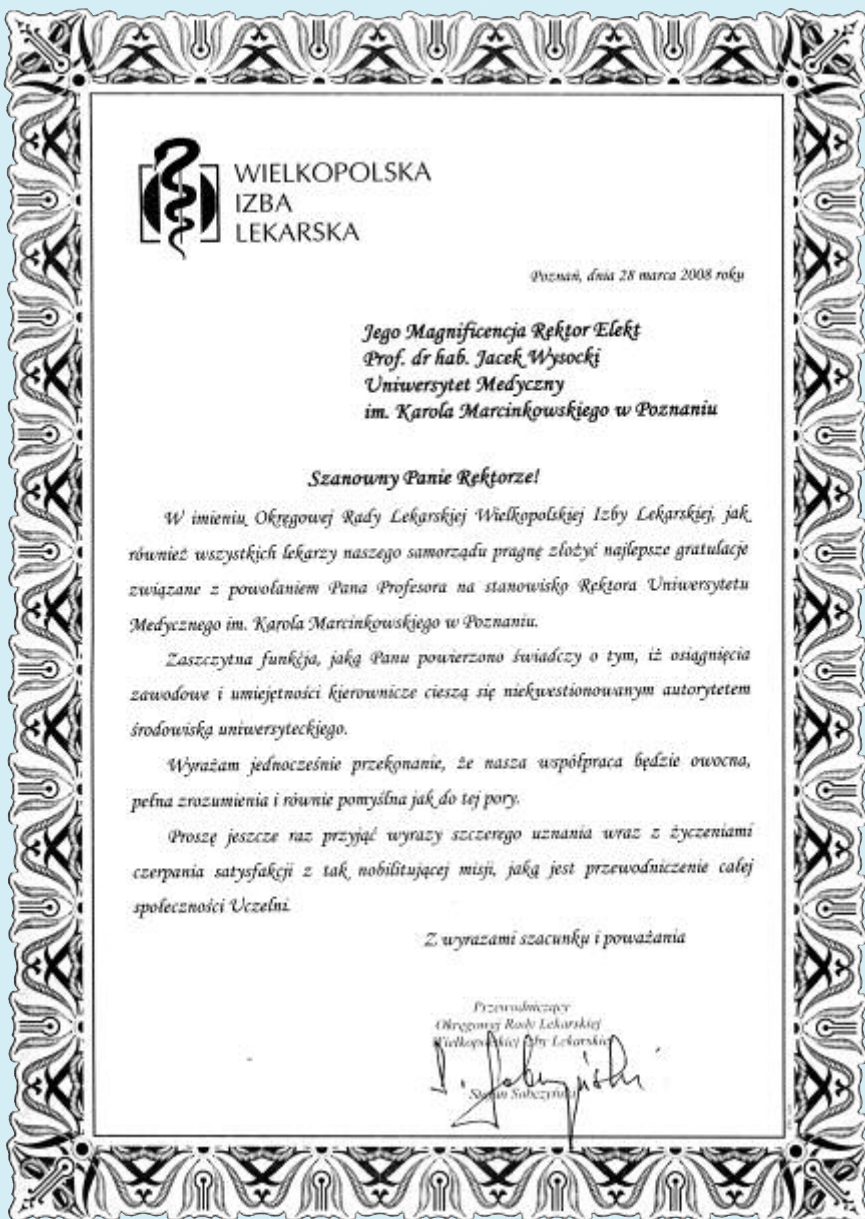 WIELKOPOLSKA
IZBA
LEKARSKA
Poznań, dnia 28 marca 2008 roku
Jego Magnificencja Rektor Elekt
Prof. dr hab. Jacek Wysocki
Uniwersytet Medyczny
im. Karola Marcinkowskiego w Poznaniu
Szanowny Panie Rektorze!
W imieniu Okręgowej Rady Lekarskiej Wielkopolskiej Izby Lekarskiej, jak
również wszystkich lekarzy naszego samorządu pragnę złożyć najlepsze gratulacje
związane z powołaniem Pana Profesora na stanowisko Rektora Uniwersytetu
Medycznego im. Karola Marcinkowskiego w Poznaniu.
Zaszczytna funkcja, jaką Panu powierzono świadczy o tym, iż osiągnięcia
zawodowe i umiejętności kierownicze cieszą się niekwestionowanym autorytetem
środowiska uniwersyteckiego.
Wyrażam jednocześnie przekonanie, że nasza współpraca będzie owocna,
pełna zrozumienia i równie pomyślna jak do tej pory.
Proszę jeszcze raz przyjąć wyrazy szczerego uznania wraz z życzeniami
czerpania satysfakcji z tak nobilitującej misji, jaką jest przewodniczenie całej
społeczności Uczelni.
Z wyrazami szacunku i poważania
Przewodniczący
Okręgowej Rady Lekarskiej
Wielkopolskiej Izby Lekarskiej
Stefan Sobczyński